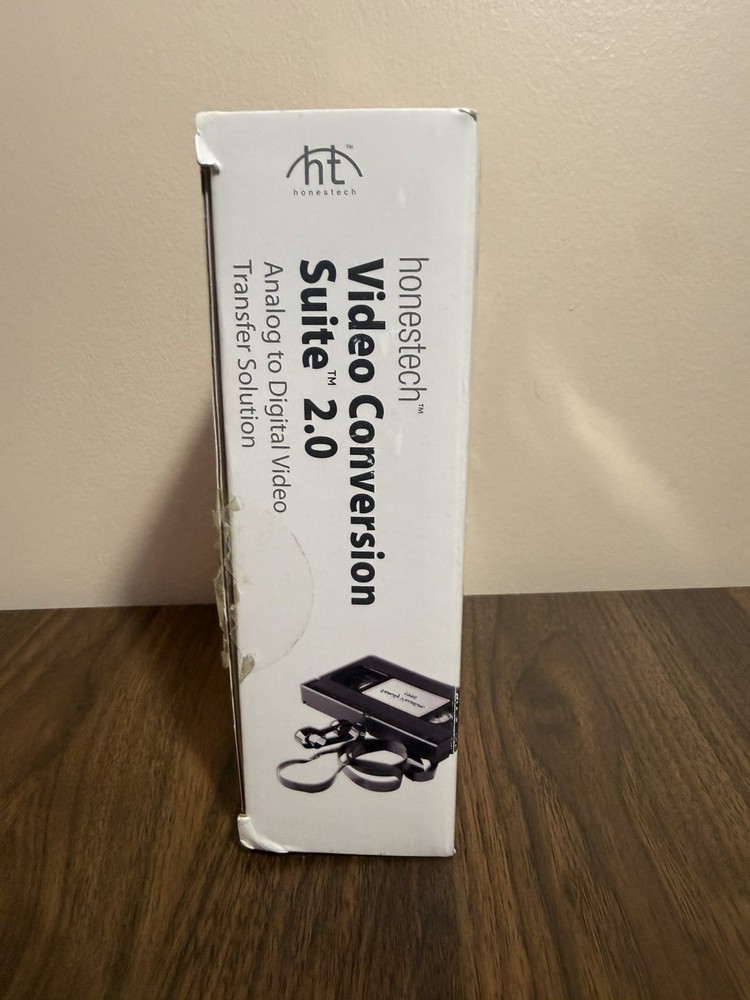 ht™
honestech
honestech™
Video Conversion
Suite™ 2.0
Analog to Digital Video
Transfer Solution